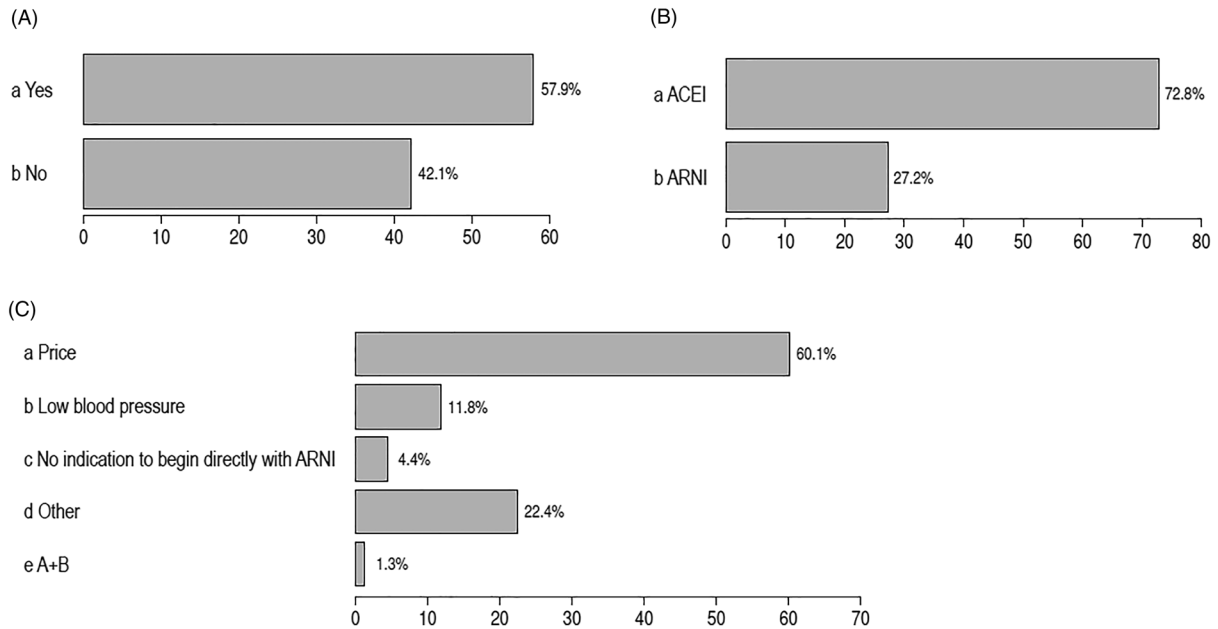 (A)
a Yes 57.9%
b No 42.1%
0 10 20 30 40 50 60
(B)
a ACEI 72.8%
b ARNI 27.2%
0 10 20 30 40 50 60 70 80
(C)
a Price 60.1%
b Low blood pressure 11.8%
c No indication to begin directly with ARNI 4.4%
d Other 22.4%
e A+B 1.3%
0 10 20 30 40 50 60 70